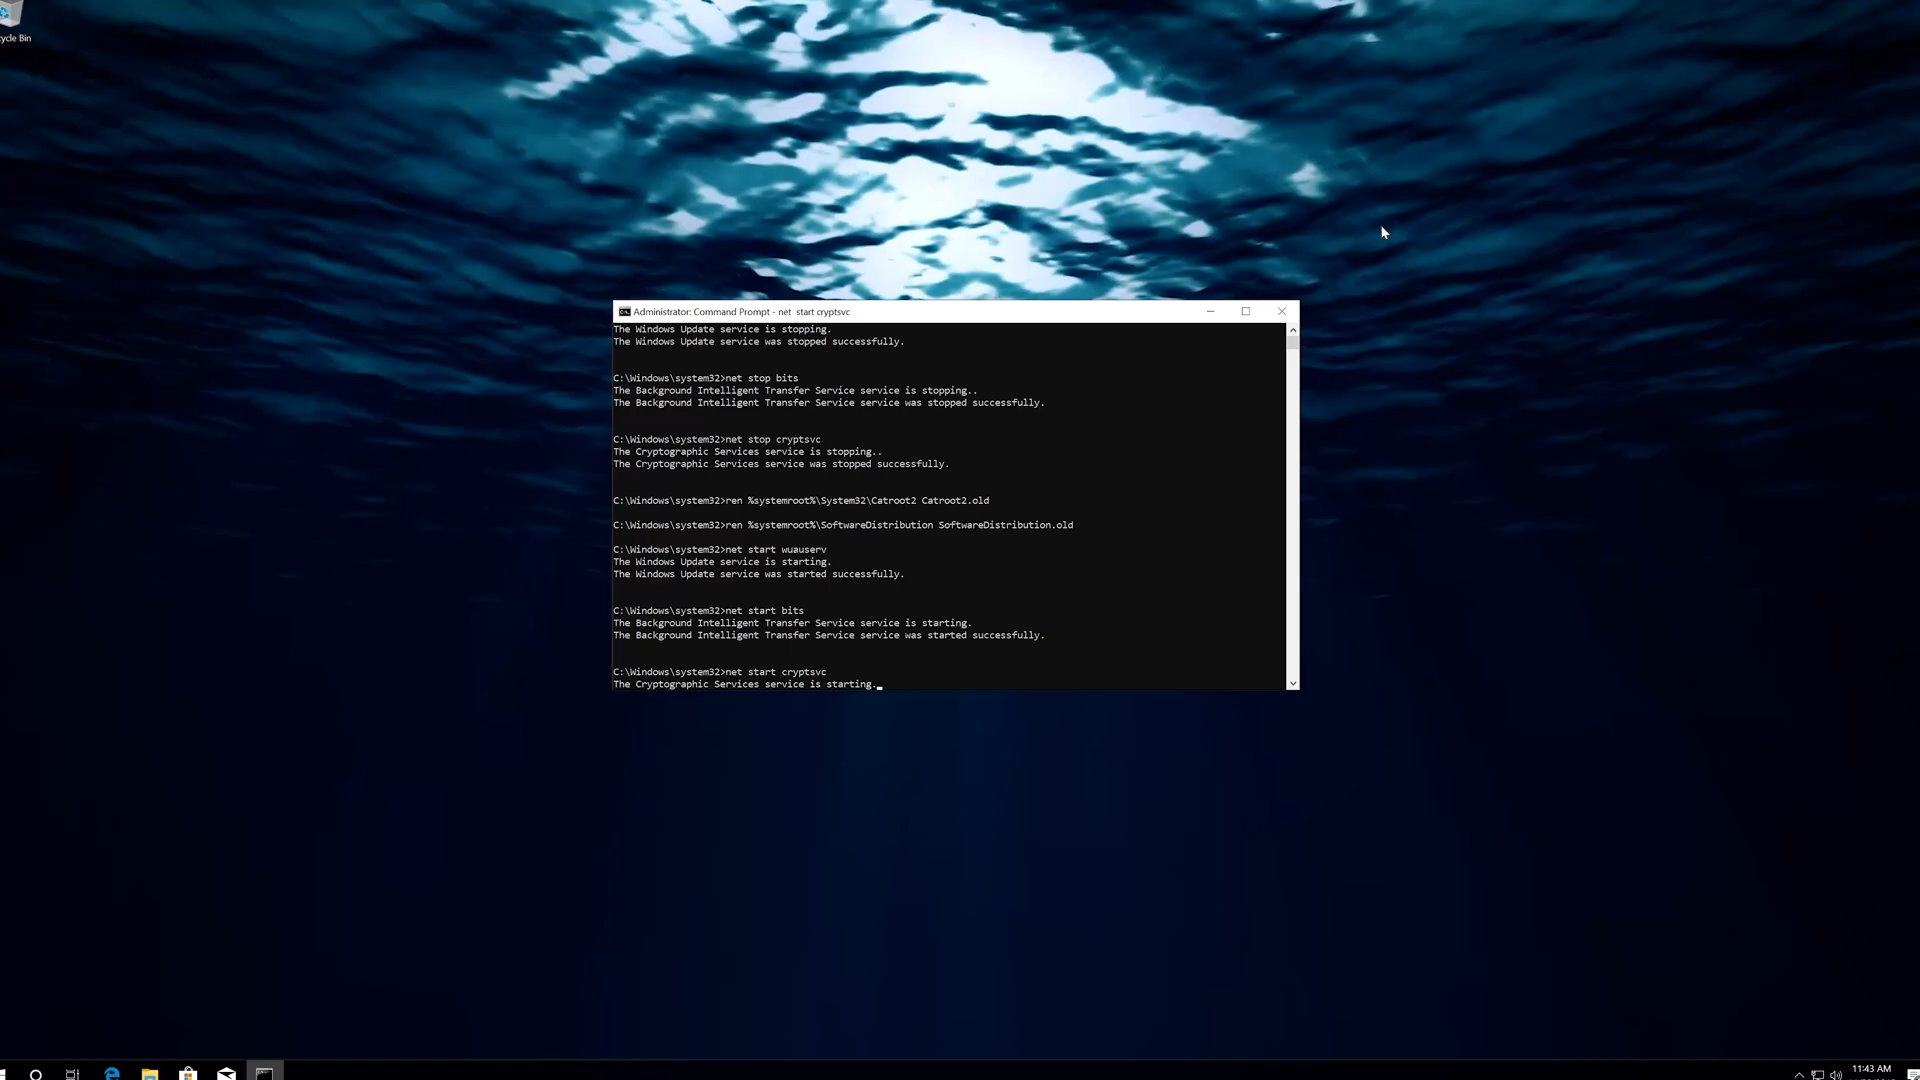 ycle Bin
Administrator: Command Prompt - net  start cryptsvc
The Windows Update service is stopping.
The Windows Update service was stopped successfully.
C:\Windows\system32>net stop bits
The Background Intelligent Transfer Service service is stopping..
The Background Intelligent Transfer Service service was stopped successfully.
C:\Windows\system32>net stop cryptsvc
The Cryptographic Services service is stopping..
The Cryptographic Services service was stopped successfully.
C:\Windows\system32>ren %systemroot%\System32\Catroot2 Catroot2.old
C:\Windows\system32>ren %systemroot%\SoftwareDistribution SoftwareDistribution.old
C:\Windows\system32>net start wuauserv
The Windows Update service is starting.
The Windows Update service was started successfully.
C:\Windows\system32>net start bits
The Background Intelligent Transfer Service service is starting.
The Background Intelligent Transfer Service service was started successfully.
C:\Windows\system32>net start cryptsvc
The Cryptographic Services service is starting.
11:43 AM